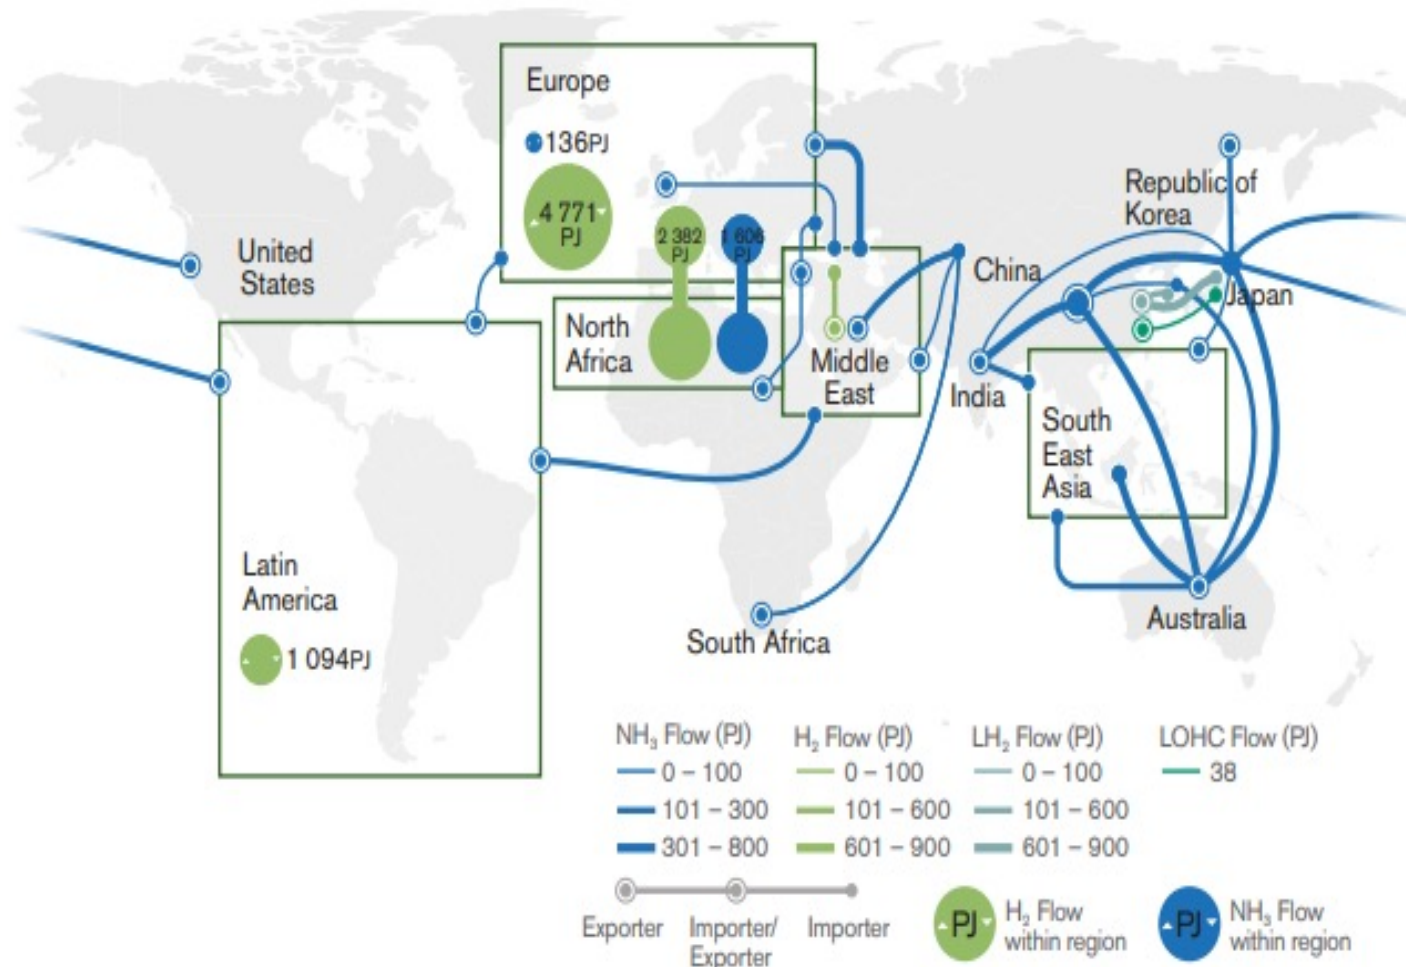 Europe
136PJ
4 771
PJ
2 382
PJ
1 606
PJ
United
States
North
Africa
Middle
East
China
Republic of
Korea
Japan
India
South
East
Asia
Latin
America
1 094PJ
South Africa
Australia
NH₃ Flow (PJ)
0 – 100
101 – 300
301 – 800
H₂ Flow (PJ)
0 – 100
101 – 600
601 – 900
LH₂ Flow (PJ)
0 – 100
101 – 600
601 – 900
LOHC Flow (PJ)
38
Exporter
Importer/
Exporter
Importer
PJ
H₂ Flow
within region
PJ
NH₃ Flow
within region